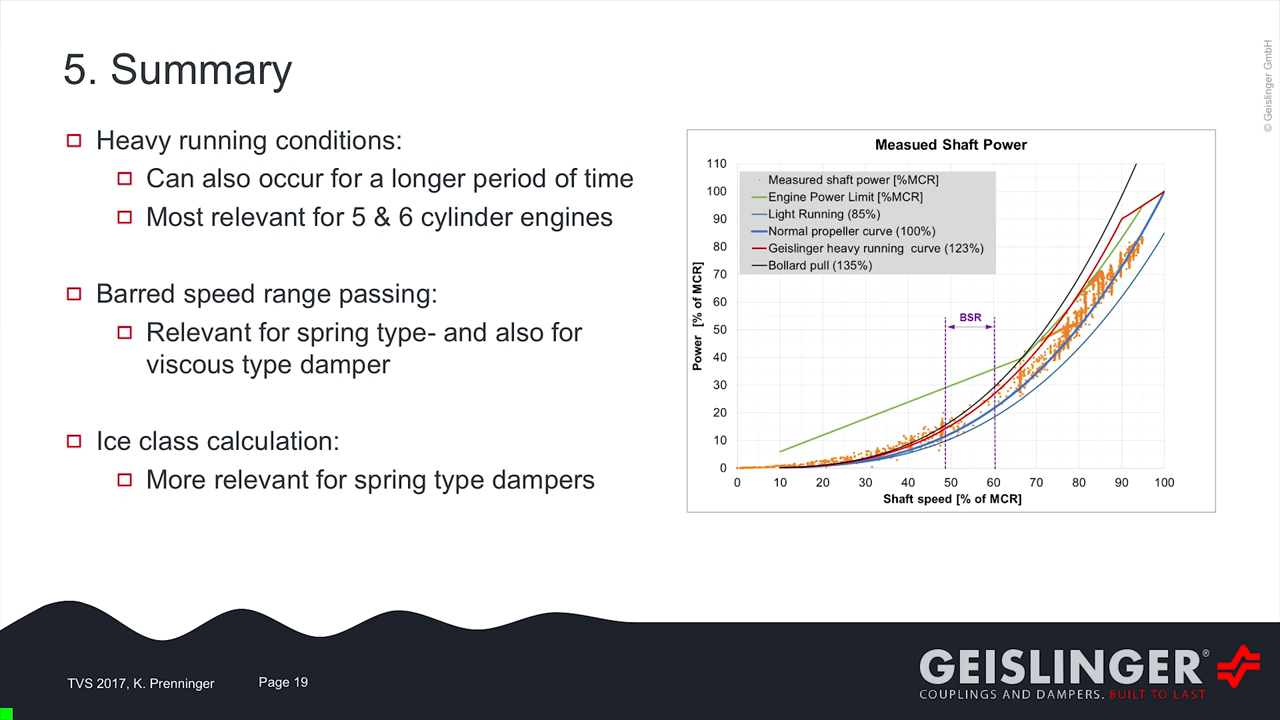 5. Summary
Heavy running conditions:
Can also occur for a longer period of time
Most relevant for 5 & 6 cylinder engines
Barred speed range passing:
Relevant for spring type- and also for
viscous type damper
Ice class calculation:
More relevant for spring type dampers
Measued Shaft Power
Measured shaft power [%MCR]
Engine Power Limit [%MCR]
Light Running (85%)
Normal propeller curve (100%)
Geislinger heavy running curve (123%)
Bollard pull (135%)
BSR
Power [% of MCR]
110
100
90
80
70
60
50
40
30
20
10
0
0 10 20 30 40 50 60 70 80 90 100
Shaft speed [% of MCR]
© Geislinger GmbH
TVS 2017, K. Prenninger
Page 19
GEISLINGER®
COUPLINGS AND DAMPERS. BUILT TO LAST.